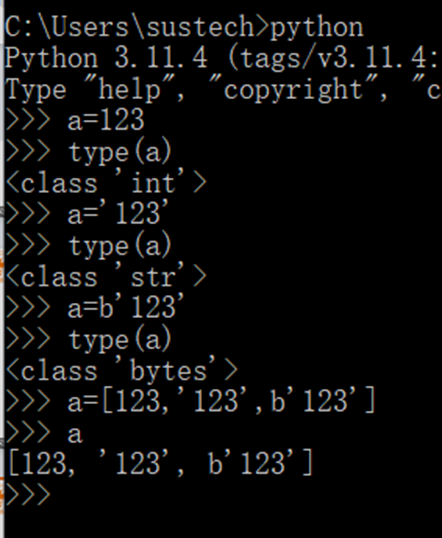 C:\Users\sustech>python
Python 3.11.4 (tags/v3.11.4:
Type "help", "copyright", "c
>>> a=123
>>> type(a)
<class 'int'>
>>> a='123'
>>> type(a)
<class 'str'>
>>> a=b'123'
>>> type(a)
<class 'bytes'>
>>> a=[123,'123',b'123']
>>> a
[123, '123', b'123']
>>>